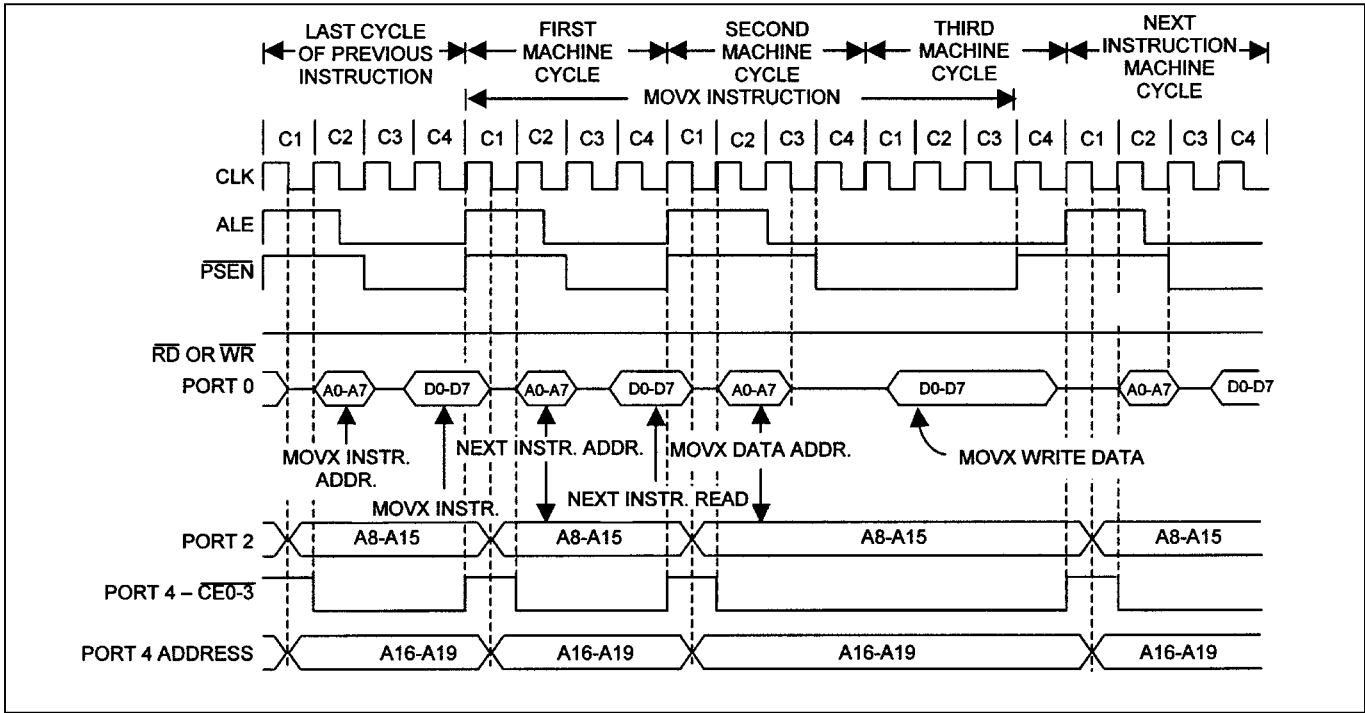 LAST CYCLE OF PREVIOUS INSTRUCTION
FIRST MACHINE CYCLE
SECOND MACHINE CYCLE
THIRD MACHINE CYCLE
NEXT INSTRUCTION MACHINE CYCLE
MOVX INSTRUCTION
C1 C2 C3 C4 C1 C2 C3 C4 C1 C2 C3 C4 C1 C2 C3 C4 C1 C2 C3 C4
CLK
ALE
PSEN
RD OR WR
PORT 0 A0-A7 D0-D7 A0-A7 D0-D7 A0-A7 D0-D7 A0-A7 D0-D7
MOVX INSTR. ADDR.
MOVX INSTR.
NEXT INSTR. ADDR.
NEXT INSTR. READ
MOVX DATA ADDR.
MOVX WRITE DATA
PORT 2 A8-A15 A8-A15 A8-A15 A8-A15
PORT 4 – CE0-3
PORT 4 ADDRESS A16-A19 A16-A19 A16-A19 A16-A19